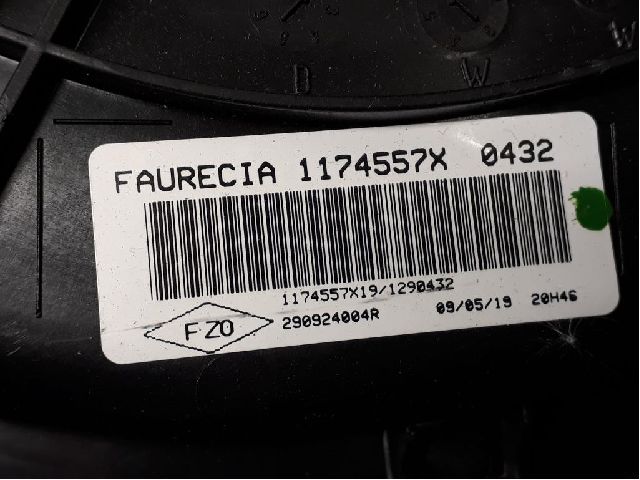 D W W
FAURECIA 1174557X 0432
1174557X19/1290432
FZO 290924004R 09/05/19 20H46